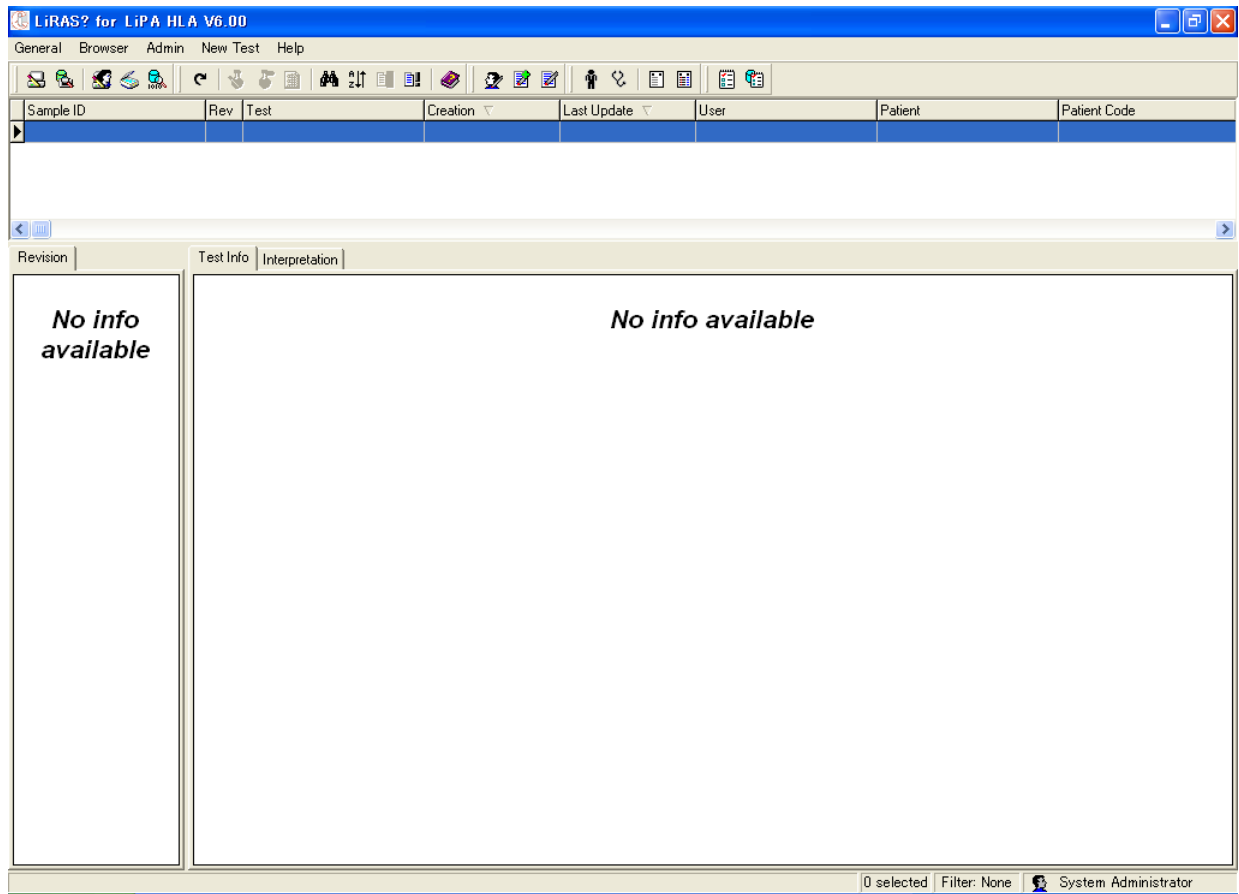 LiRAS? for LiPA HLA V6.00
General Browser Admin New Test Help
Sample ID Rev Test Creation Last Update User Patient Patient Code
Revision Test Info Interpretation
No info available
No info
available
0 selected Filter: None System Administrator